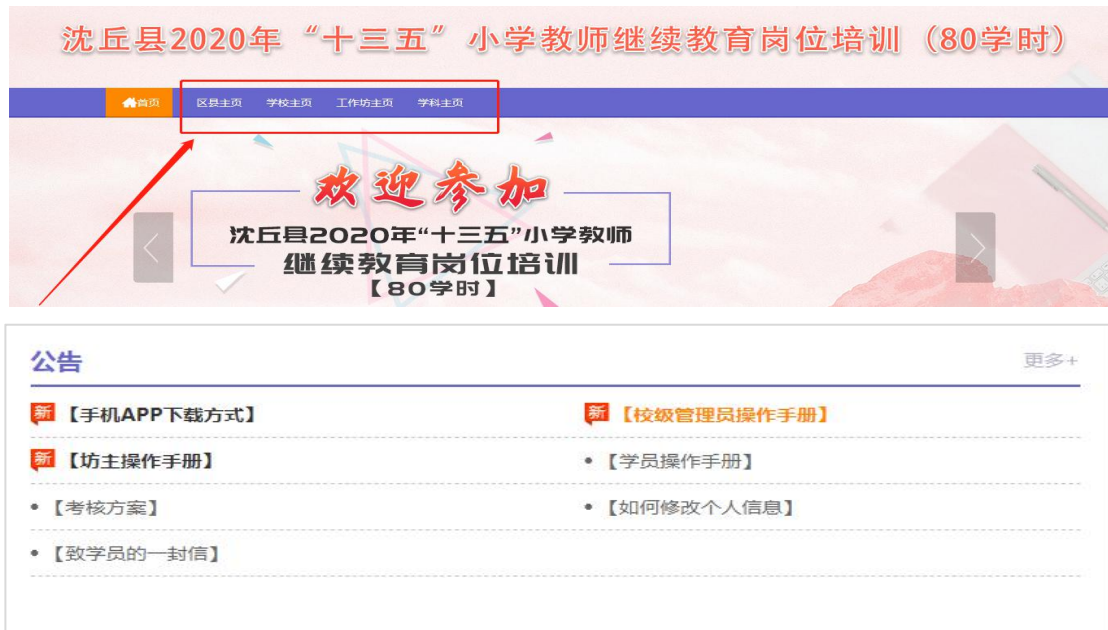 沈丘县2020年“十三五”小学教师继续教育岗位培训（80学时）
首页 区县主页 学校主页 工作坊主页 学科主页
欢迎参加
沈丘县2020年“十三五”小学教师
继续教育岗位培训
【80学时】
公告 更多+
新 【手机APP下载方式】 新 【校级管理员操作手册】
新 【坊主操作手册】 • 【学员操作手册】
• 【考核方案】 • 【如何修改个人信息】
• 【致学员的一封信】